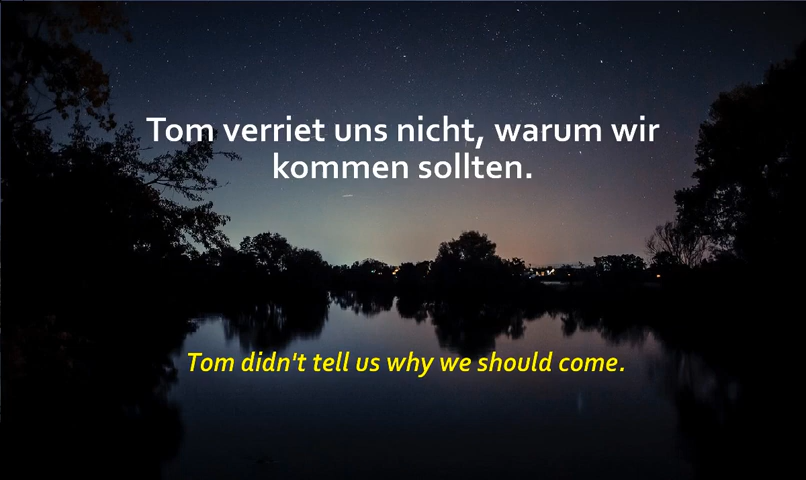 Tom verriet uns nicht, warum wir
kommen sollten.
Tom didn't tell us why we should come.